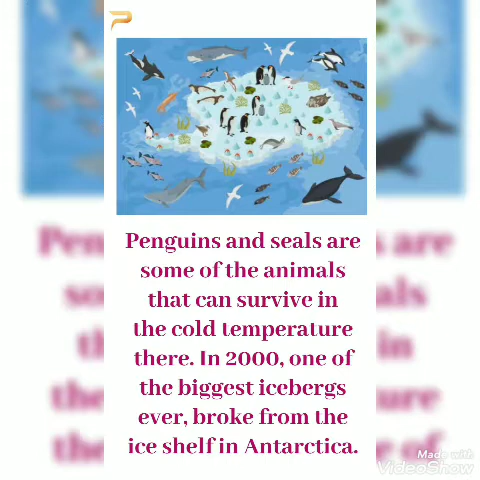 Penguins and seals are
some of the animals
that can survive in
the cold temperature
there. In 2000, one of
the biggest icebergs
ever, broke from the
ice shelf in Antarctica.
Made with
VideoShow